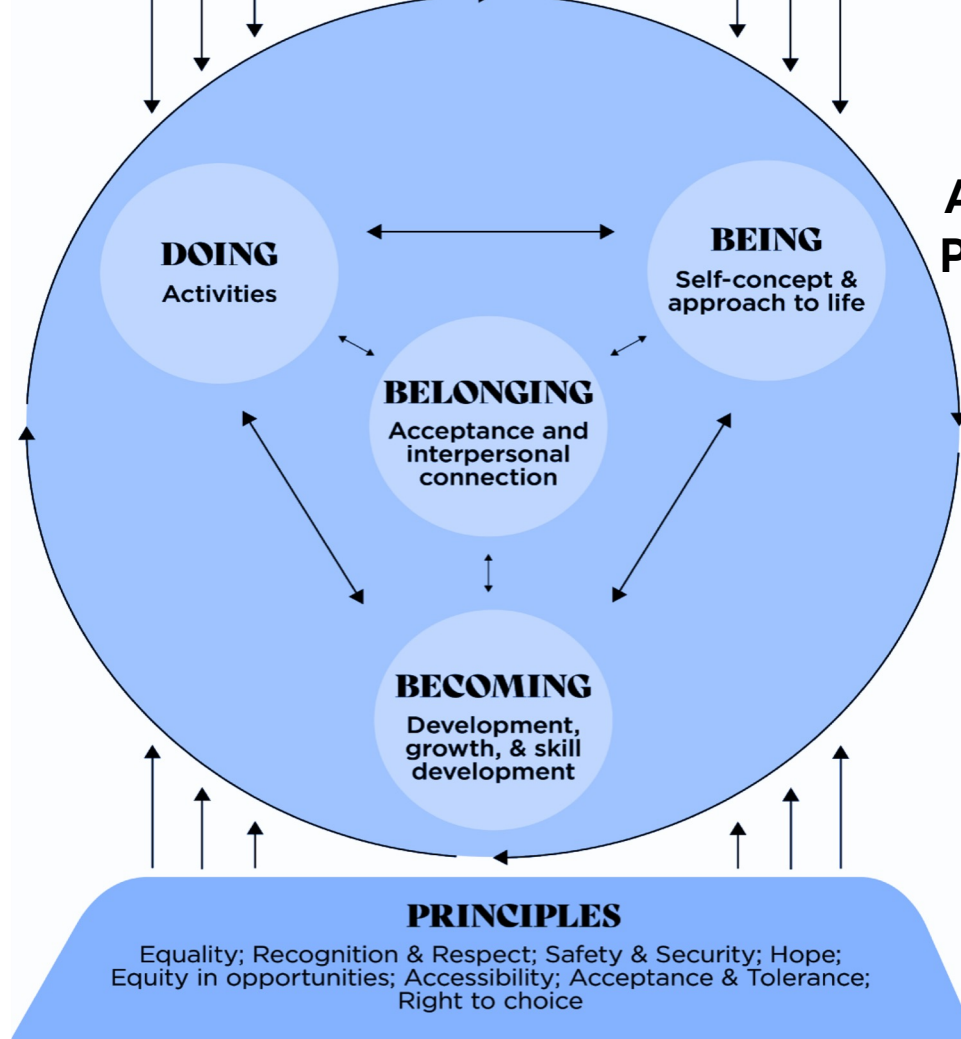 A
P
DOING
Activities
BEING
Self-concept &
approach to life
BELONGING
Acceptance and
interpersonal
connection
BECOMING
Development,
growth, & skill
development
PRINCIPLES
Equality; Recognition & Respect; Safety & Security; Hope;
Equity in opportunities; Accessibility; Acceptance & Tolerance;
Right to choice